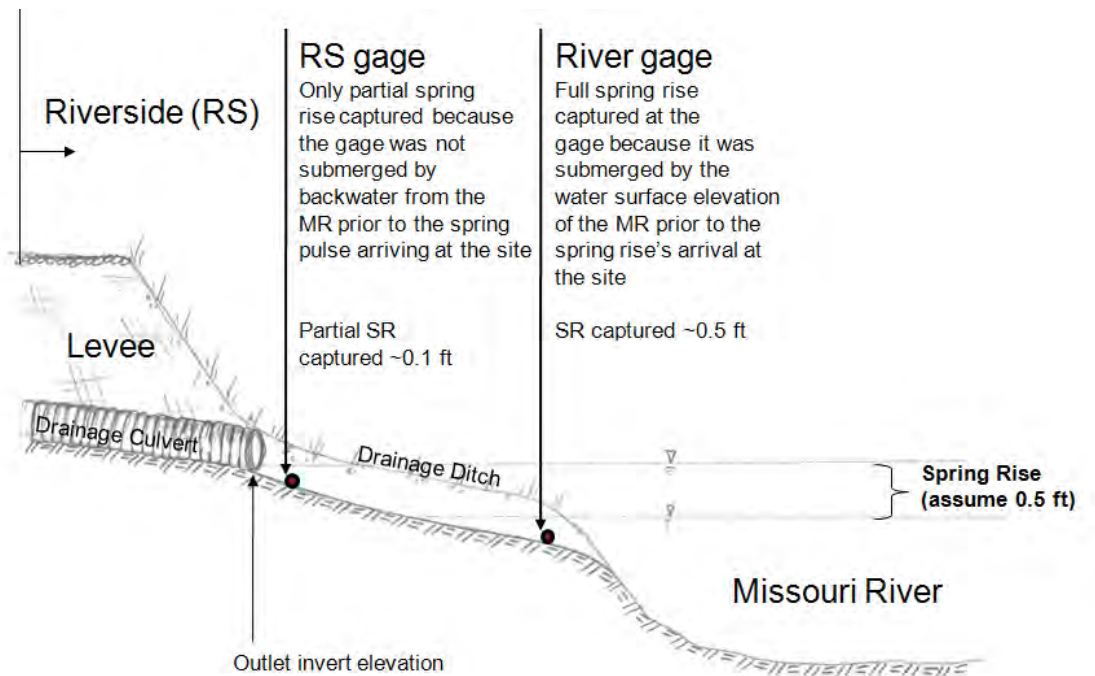 Riverside (RS)
RS gage
Only partial spring
rise captured because
the gage was not
submerged by
backwater from the
MR prior to the spring
pulse arriving at the site
Partial SR
captured ~0.1 ft
River gage
Full spring rise
captured at the
gage because it was
submerged by the
water surface elevation
of the MR prior to the
spring rise's arrival at
the site
SR captured ~0.5 ft
Levee
Drainage Culvert
Drainage Ditch
Spring Rise
(assume 0.5 ft)
Missouri River
Outlet invert elevation